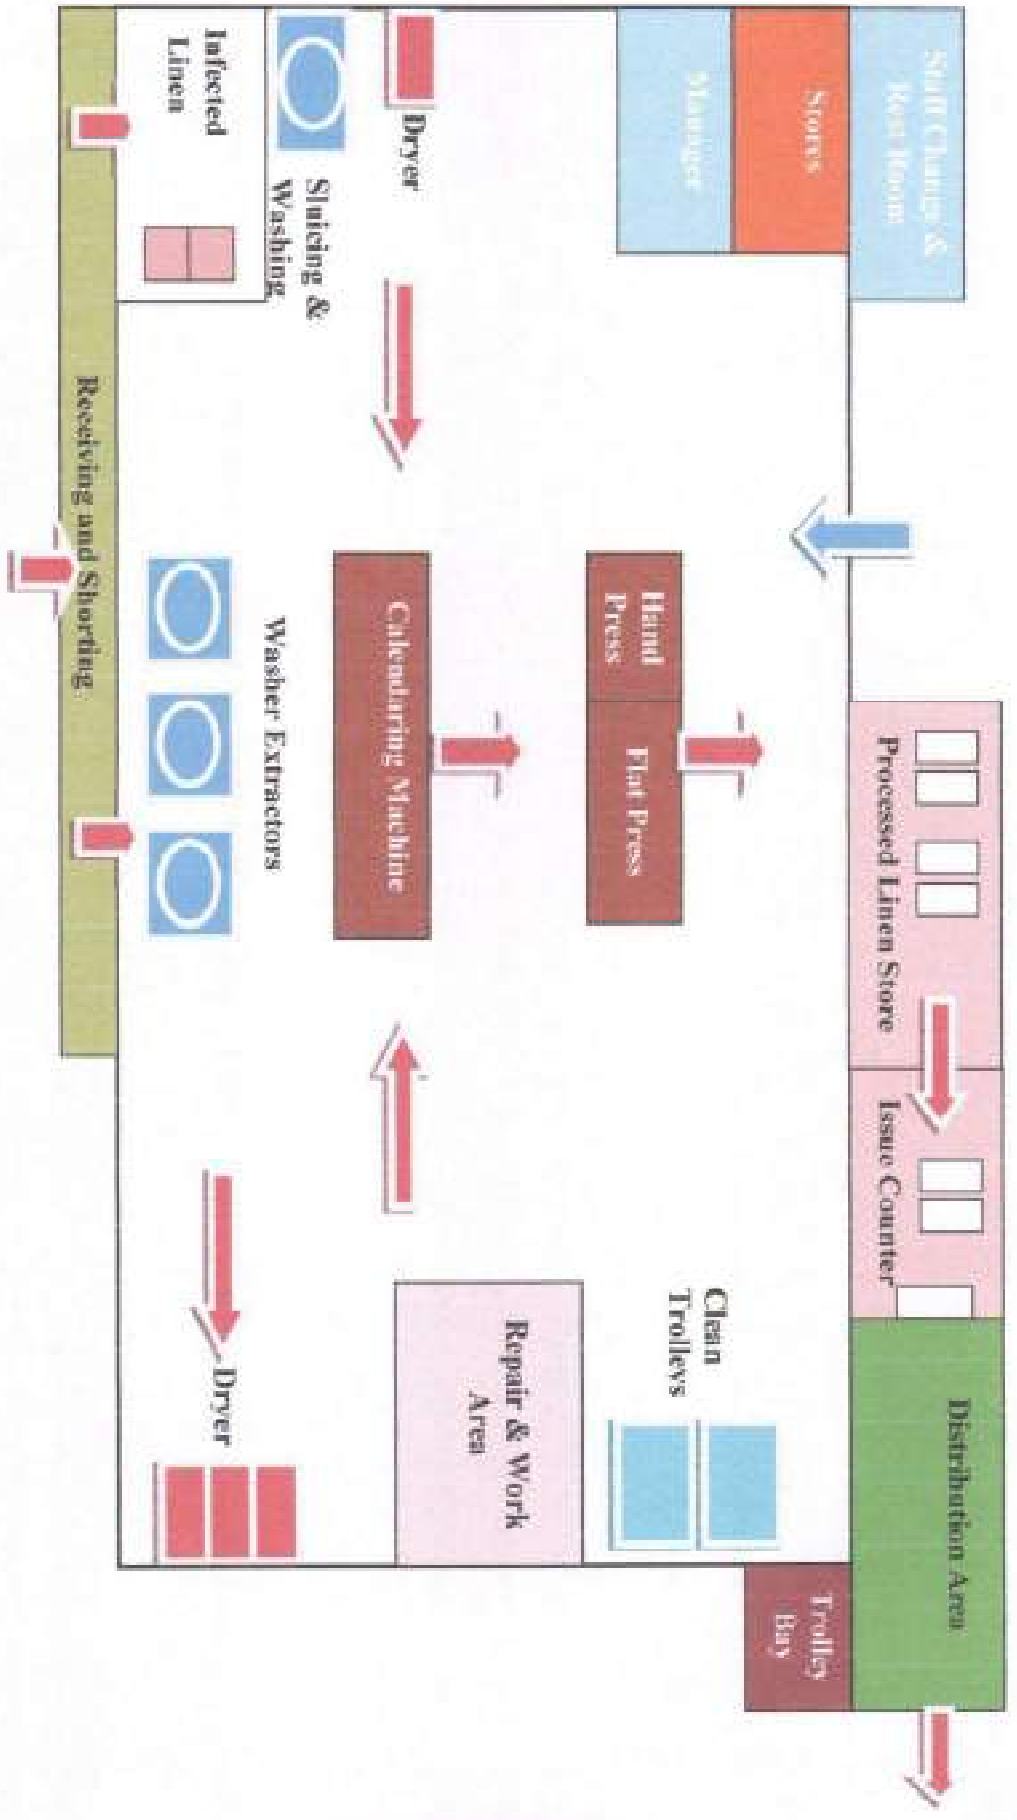 Staff Change &
Rest Room
Stores
Manager
Dryer
Infected
Linen
Sluicing &
Washing
Receiving and Shorting
Washer Extractors
Calendaring Machine
Hand
Press
Flat Press
Processed Linen Store
Issue Counter
Distribution Area
Clean
Trolleys
Repair & Work
Area
Dryer
Trolley
Bay